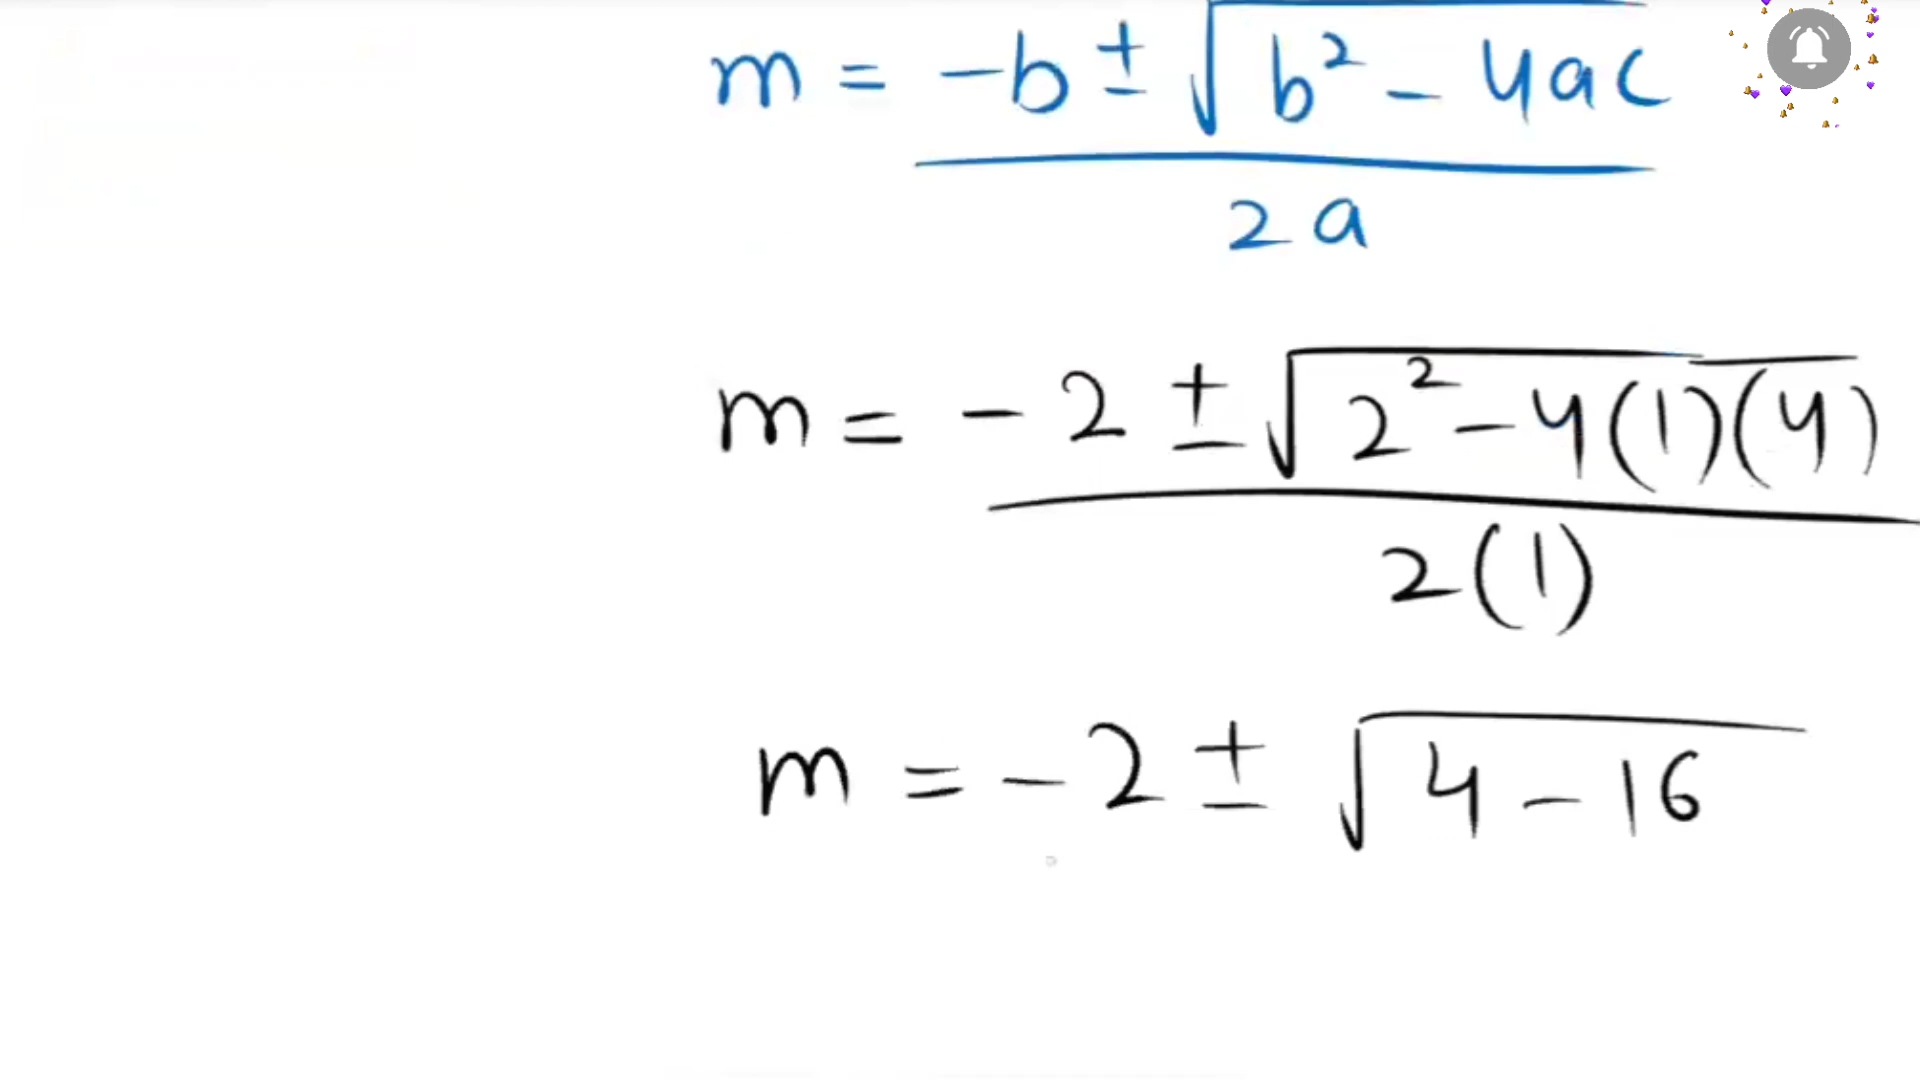 m = -b ± √b² - 4ac
2a
m = -2 ± √2² - 4(1)(4)
2(1)
m = -2 ± √4 - 16